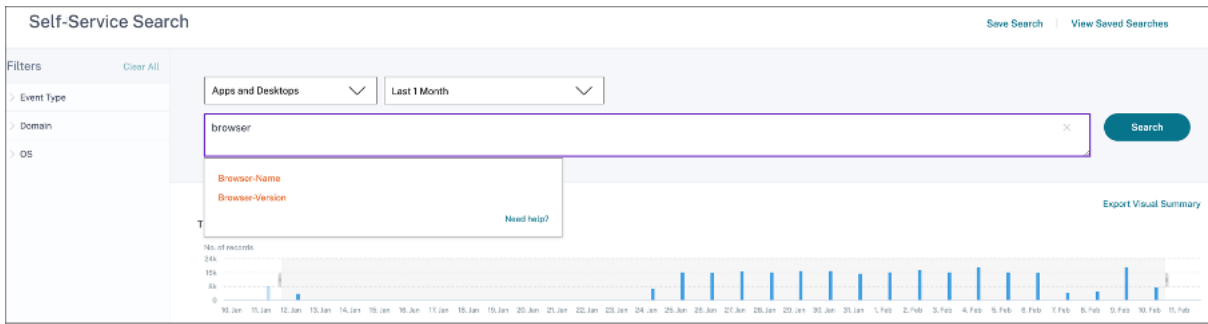 Self-Service Search
Save Search
View Saved Searches
Filters
Clear All
Event Type
Domain
OS
Apps and Desktops
Last 1 Month
browser
Search
Browser-Name
Browser-Version
Need help?
Export Visual Summary
T
No. of records
24k
16k
8k
0
10. Jan 11. Jan 12. Jan 13. Jan 14. Jan 15. Jan 16. Jan 17. Jan 18. Jan 19. Jan 20. Jan 21. Jan 22. Jan 23. Jan 24. Jan 25. Jan 26. Jan 27. Jan 28. Jan 29. Jan 30. Jan 31. Jan 1. Feb 2. Feb 3. Feb 4. Feb 5. Feb 6. Feb 7. Feb 8. Feb 9. Feb 10. Feb 11. Feb